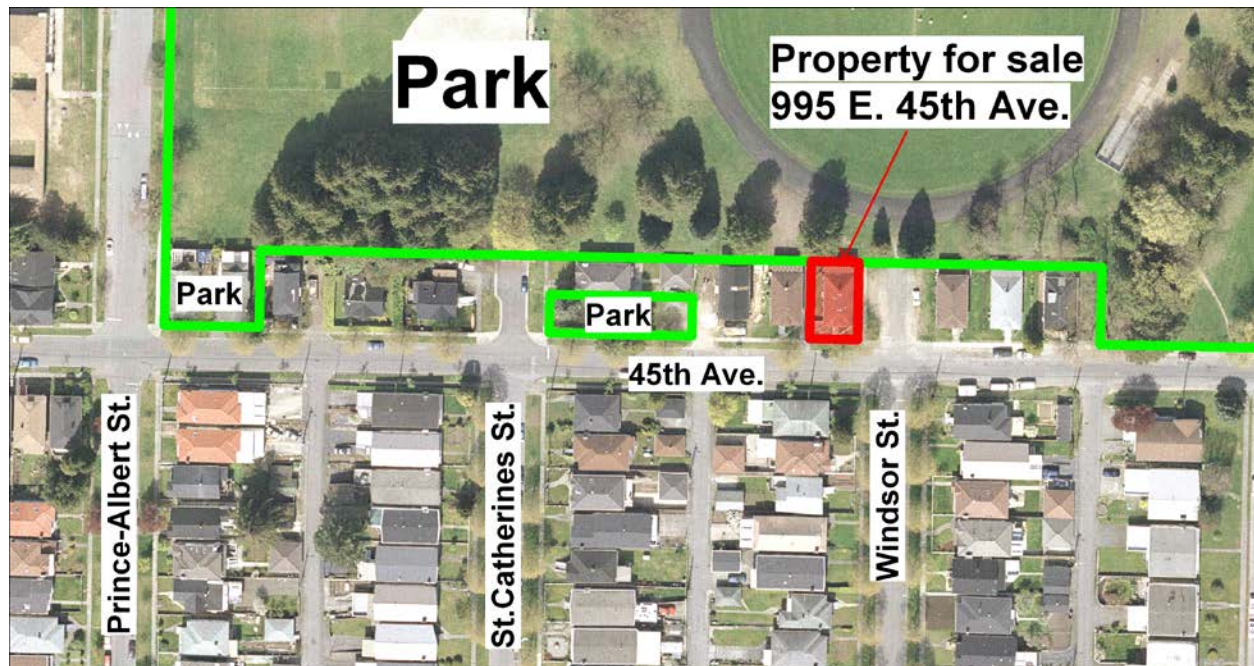 Park
Property for sale
995 E. 45th Ave.
Park
Park
45th Ave.
Prince-Albert St.
St.Catherines St.
Windsor St.